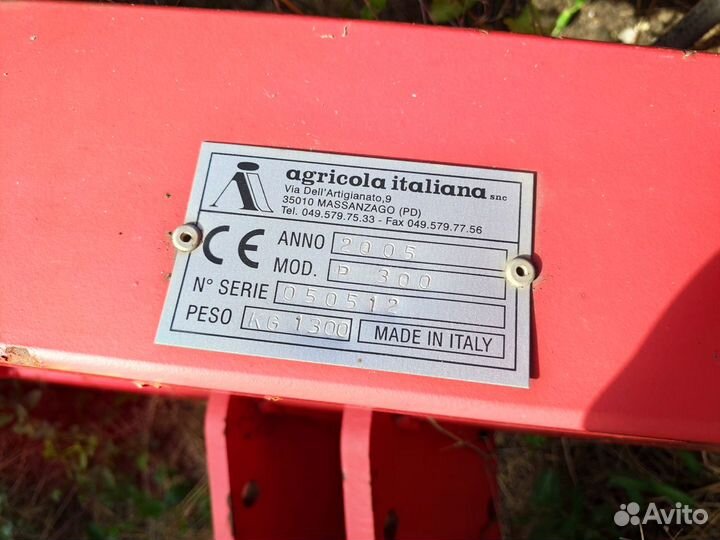 agricola italiana snc
Via Dell'Artigianato,9
35010 MASSANZAGO (PD)
Tel. 049.579.75.33 - Fax 049.579.77.56
CE ANNO 2005
MOD. P 300
N° SERIE 050512
PESO KG 1300 MADE IN ITALY
Avito